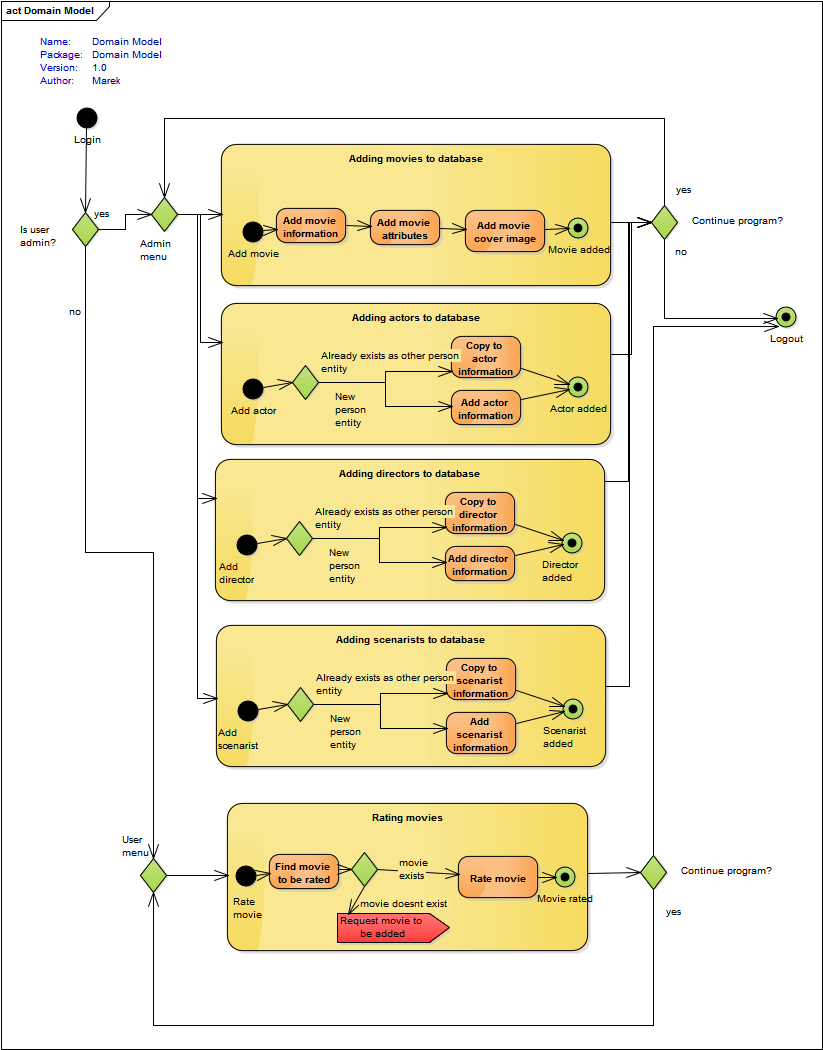 act Domain Model
Name: Domain Model
Package: Domain Model
Version: 1.0
Author: Marek
Login
Is user
admin?
yes
no
Admin
menu
Adding movies to database
Add movie
Add movie
information
Add movie
attributes
Add movie
cover image
Movie added
yes
Continue program?
no
Logout
Adding actors to database
Add actor
Already exists as other person
entity
New
person
entity
Copy to
actor
information
Add actor
information
Actor added
Adding directors to database
Add
director
Already exists as other person
entity
New
person
entity
Copy to
director
information
Add director
information
Director
added
Adding scenarists to database
Add
scenarist
Already exists as other person
entity
New
person
entity
Copy to
scenarist
information
Add
scenarist
information
Scenarist
added
User
menu
Rating movies
Rate
movie
Find movie
to be rated
movie
exists
movie doesnt exist
Request movie to
be added
Rate movie
Movie rated
Continue program?
yes